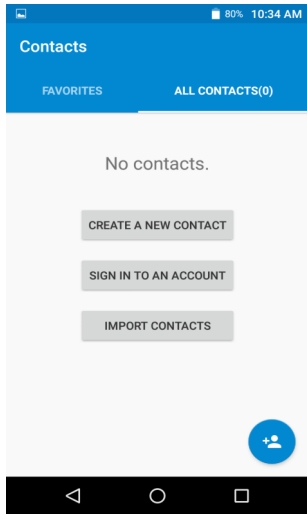 80% 10:34 AM
Contacts
FAVORITES ALL CONTACTS(0)
No contacts.
CREATE A NEW CONTACT
SIGN IN TO AN ACCOUNT
IMPORT CONTACTS